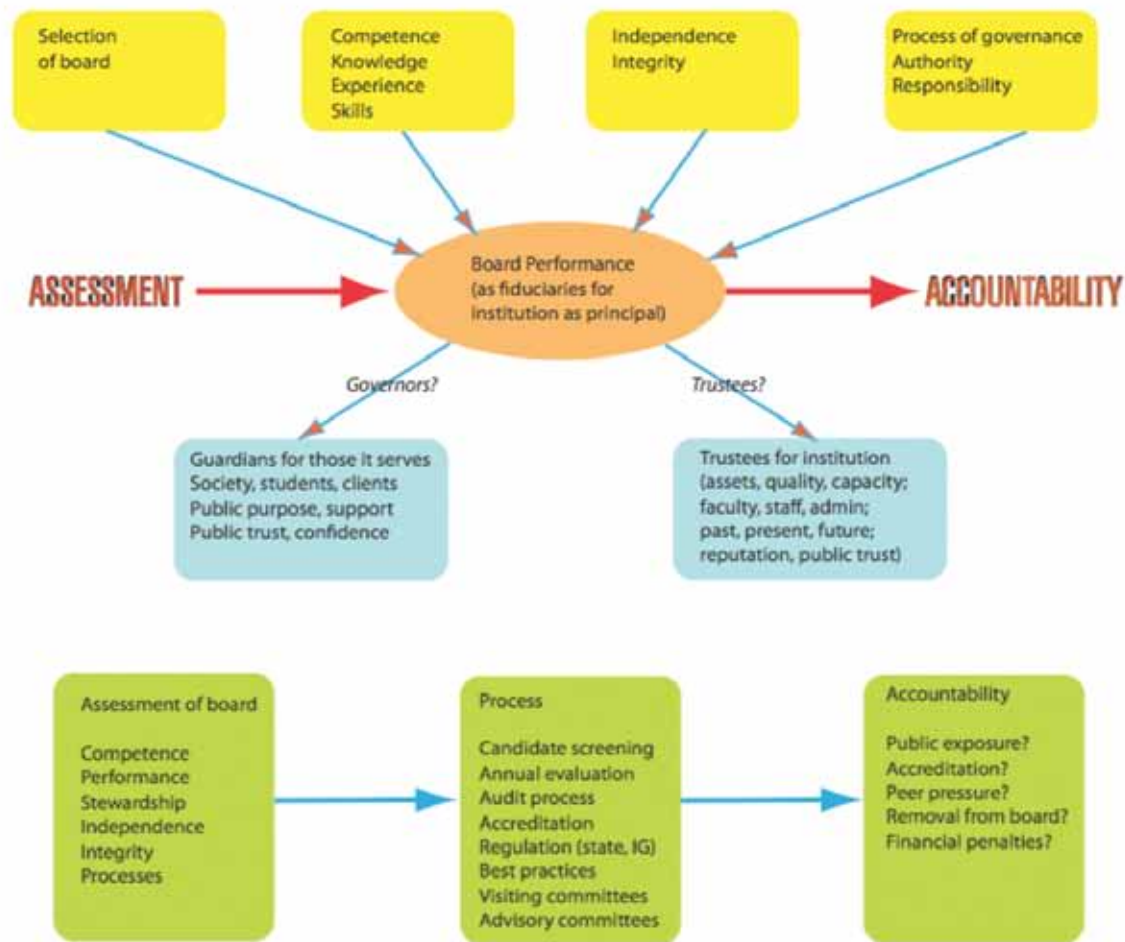 Selection
of board
Competence
Knowledge
Experience
Skills
Independence
Integrity
Process of governance
Authority
Responsibility
ASSESSMENT
Board Performance
(as fiduciaries for
institution as principal)
ACCOUNTABILITY
Governors?
Trustees?
Guardians for those it serves
Society, students, clients
Public purpose, support
Public trust, confidence
Trustees for institution
(assets, quality, capacity;
faculty, staff, admin;
past, present, future;
reputation, public trust)
Assessment of board
Competence
Performance
Stewardship
Independence
Integrity
Processes
Process
Candidate screening
Annual evaluation
Audit process
Accreditation
Regulation (state, IG)
Best practices
Visiting committees
Advisory committees
Accountability
Public exposure?
Accreditation?
Peer pressure?
Removal from board?
Financial penalties?